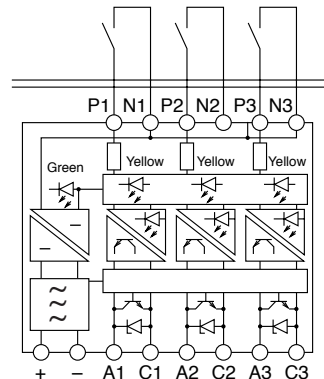 P1 N1 P2 N2 P3 N3
Green Yellow Yellow Yellow
+ − A1 C1 A2 C2 A3 C3